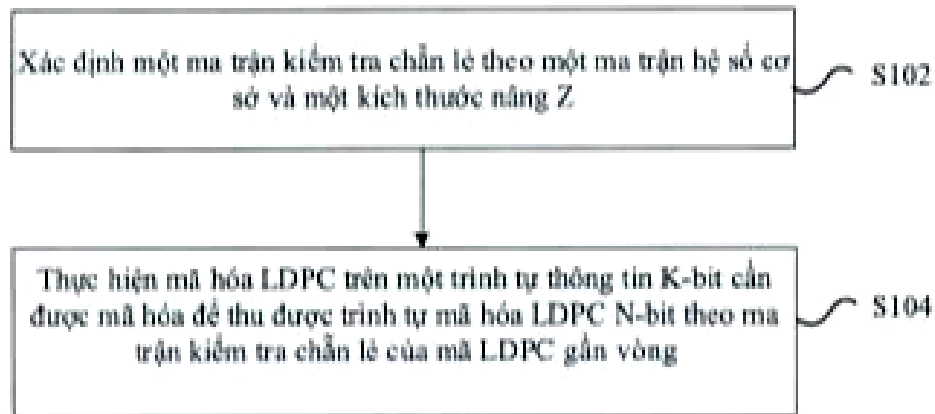 Xác định một ma trận kiểm tra chẵn lẻ theo một ma trận hệ số cơ
sở và một kích thước nâng Z
S102
Thực hiện mã hóa LDPC trên một trình tự thông tin K-bit cần
được mã hóa để thu được trình tự mã hóa LDPC N-bit theo ma
trận kiểm tra chẵn lẻ của mã LDPC gần vòng
S104